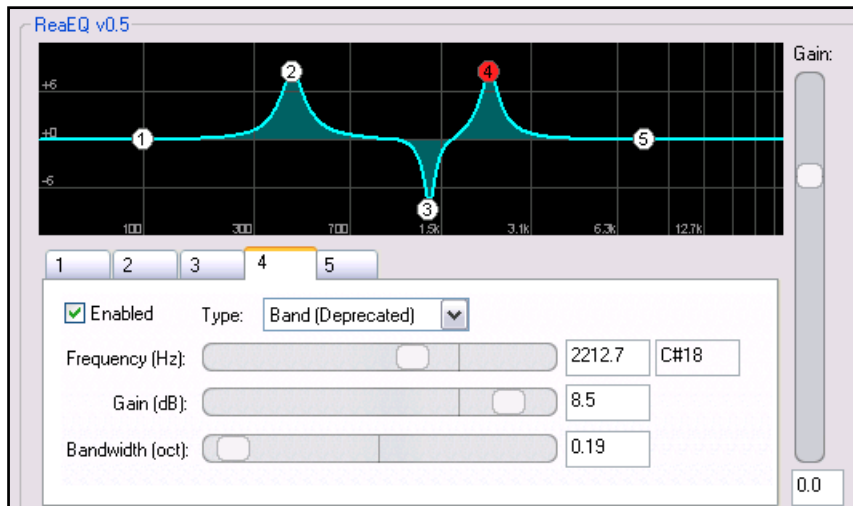 ReaEQ v0.5
Gain:
+6
+0
-6
1
2
3
4
5
100 300 700 1.5k 3.1k 6.3k 12.7k
1 2 3 4 5
Enabled Type: Band (Deprecated)
Frequency (Hz): 2212.7 C#18
Gain (dB): 8.5
Bandwidth (oct): 0.19
0.0